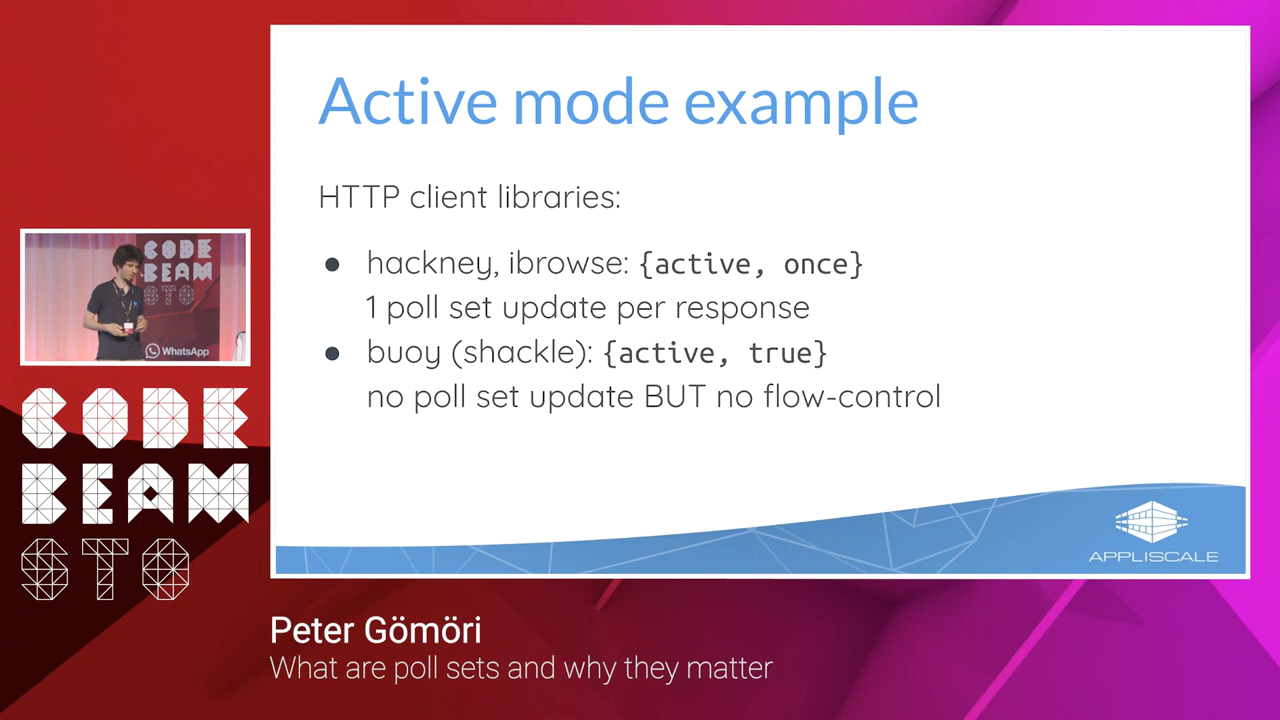 Active mode example
HTTP client libraries:
● hackney, ibrowse: {active, once}
1 poll set update per response
● buoy (shackle): {active, true}
no poll set update BUT no flow-control
APPLISCALE
CODE
BEAM
STO
WhatsApp
CODE
BEAM
STO
Peter Gömöri
What are poll sets and why they matter